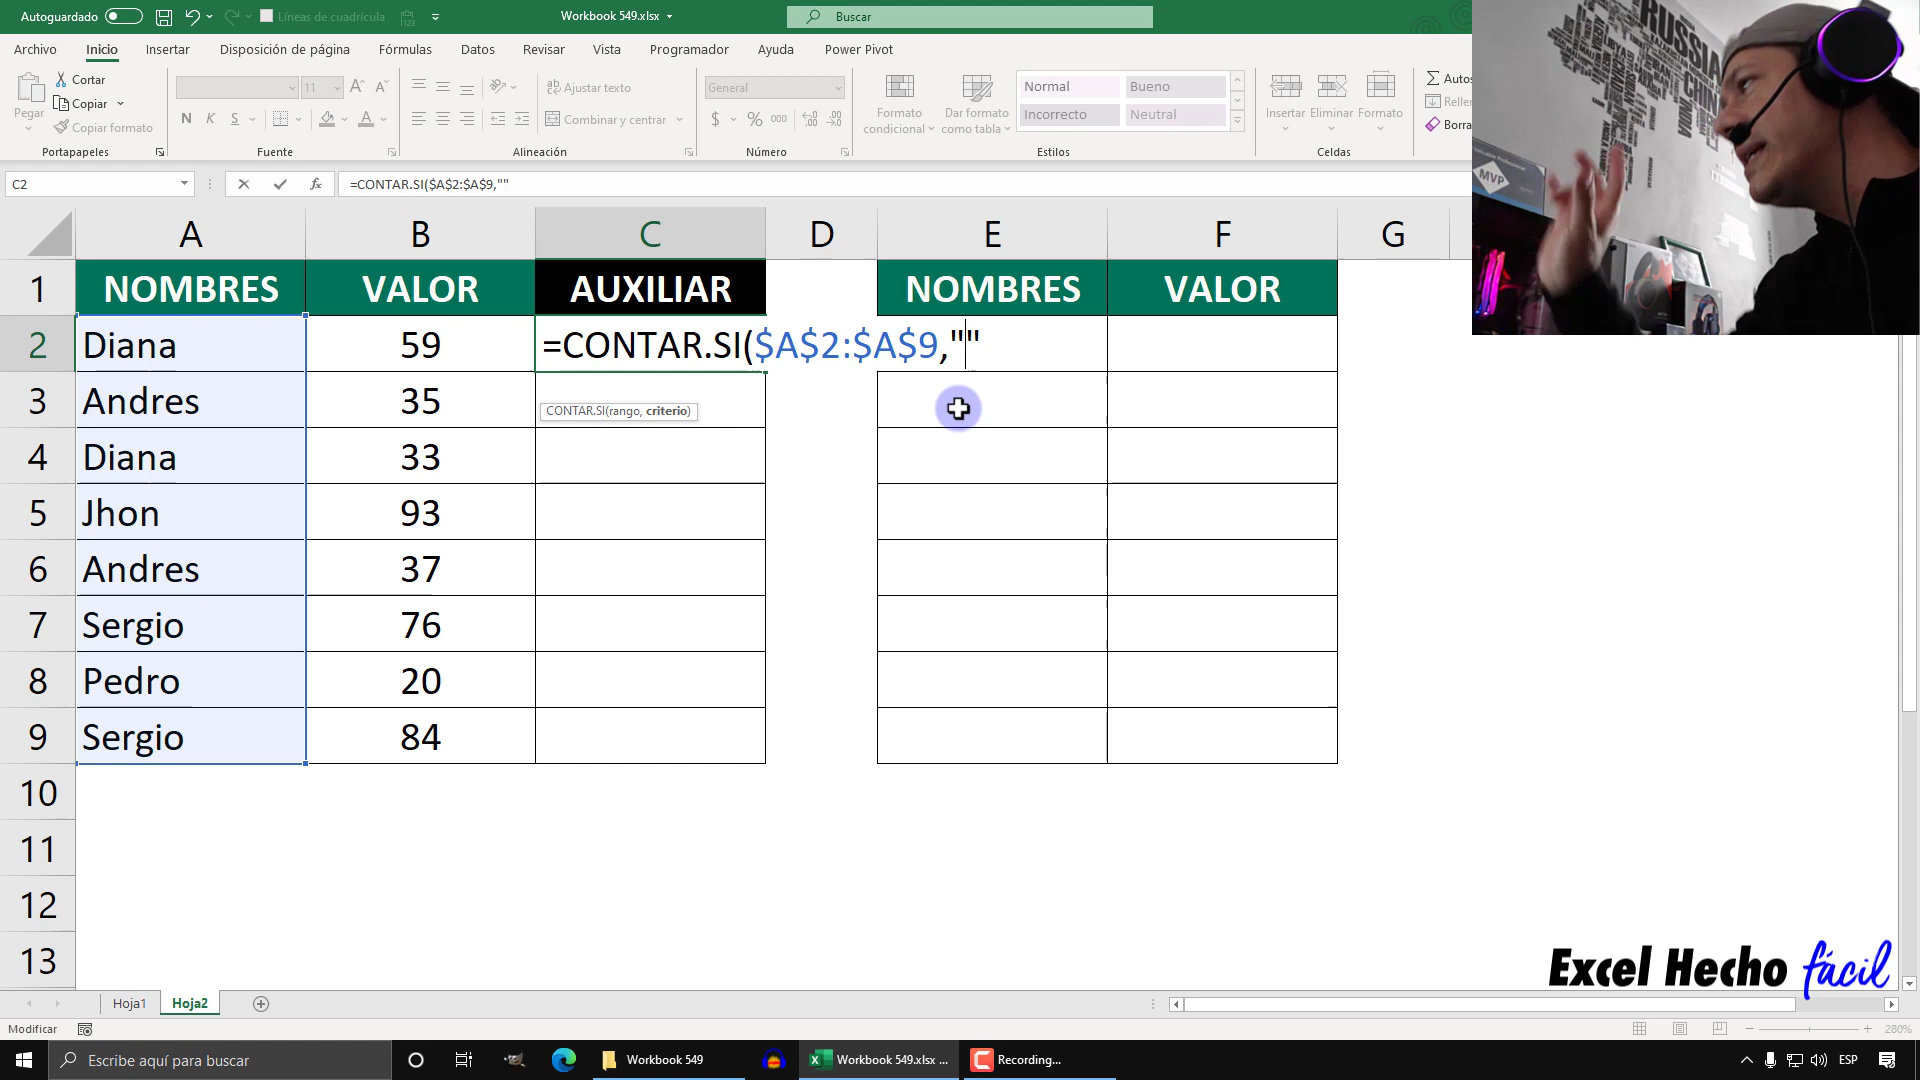 Autoguardado
Líneas de cuadrícula
Workbook 549.xlsx
Buscar
Archivo Inicio Insertar Disposición de página Fórmulas Datos Revisar Vista Programador Ayuda Power Pivot
Pegar
Cortar
Copiar
Copiar formato
Portapapeles
11
N K S
Fuente
Ajustar texto
Combinar y centrar
Alineación
General
$ % 000
Número
Formato
condicional
Dar formato
como tabla
Normal Bueno
Incorrecto Neutral
Estilos
Insertar Eliminar Formato
Celdas
C2
=CONTAR.SI($A$2:$A$9,""
A B C D E F G
1 NOMBRES VALOR AUXILIAR NOMBRES VALOR
2 Diana 59 =CONTAR.SI($A$2:$A$9,""
3 Andres 35
CONTAR.SI(rango, criterio)
4 Diana 33
5 Jhon 93
6 Andres 37
7 Sergio 76
8 Pedro 20
9 Sergio 84
10
11
12
13
RUSSIA
CHIN
MVP
Excel Hecho fácil
Hoja1 Hoja2
Modificar
280%
Escribe aquí para buscar
Workbook 549
Workbook 549.xlsx ...
Recording...
ESP